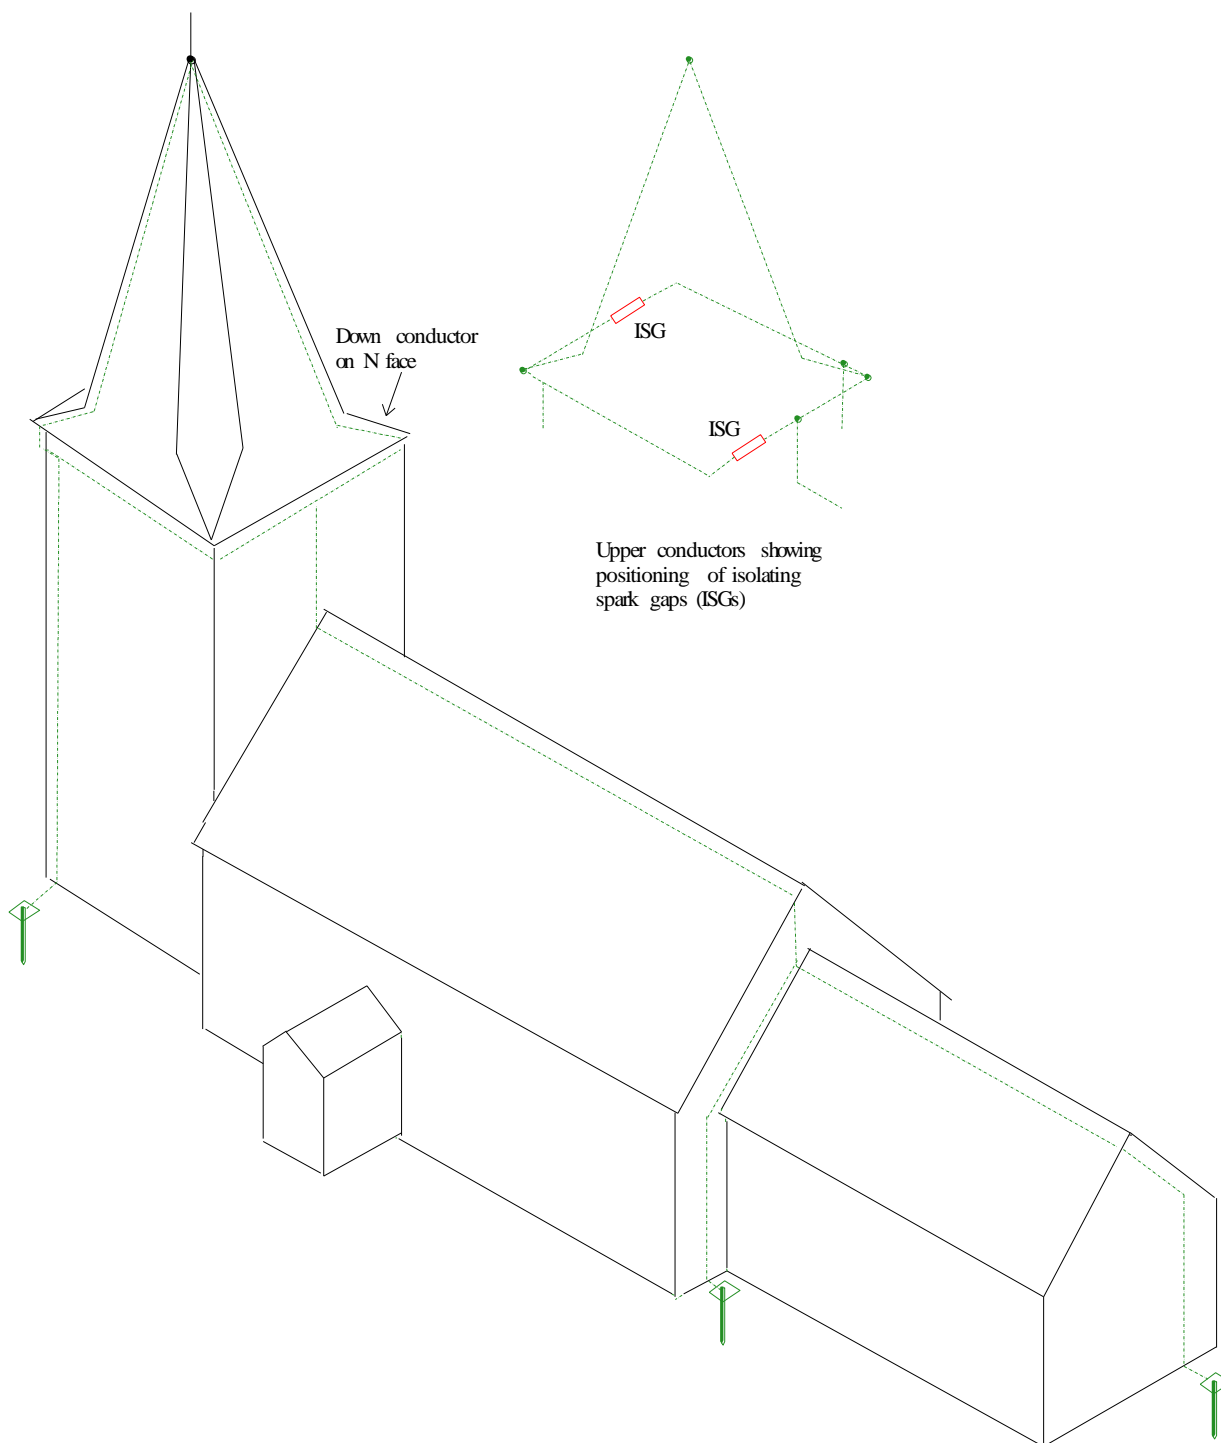 Down conductor
on N face
ISG
ISG
Upper conductors showing
positioning of isolating
spark gaps (ISGs)